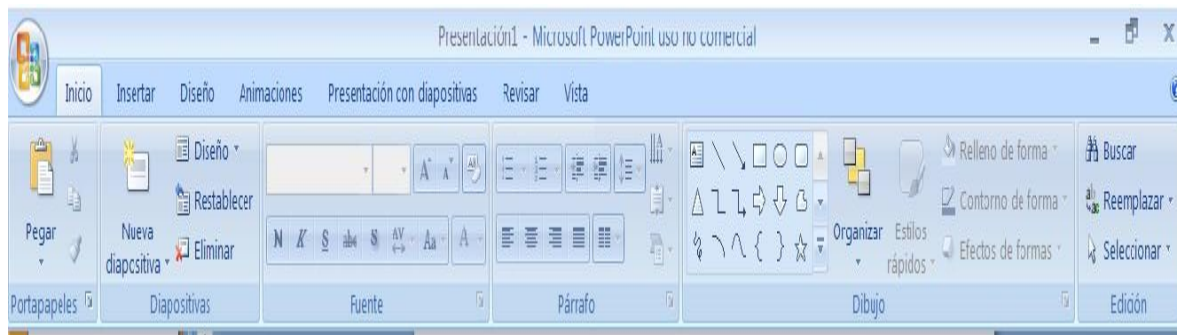 Presentación1 - Microsoft PowerPoint uso no comercial
Inicio Insertar Diseño Animaciones Presentación con diapositivas Revisar Vista
Pegar
Portapapeles
Nueva
diapositiva
Diseño
Restablecer
Eliminar
Diapositivas
A A
N K S abc S AV Aa A
Fuente
Párrafo
Organizar
Estilos
rápidos
Relleno de forma
Contorno de forma
Efectos de formas
Dibujo
Buscar
Reemplazar
Seleccionar
Edición